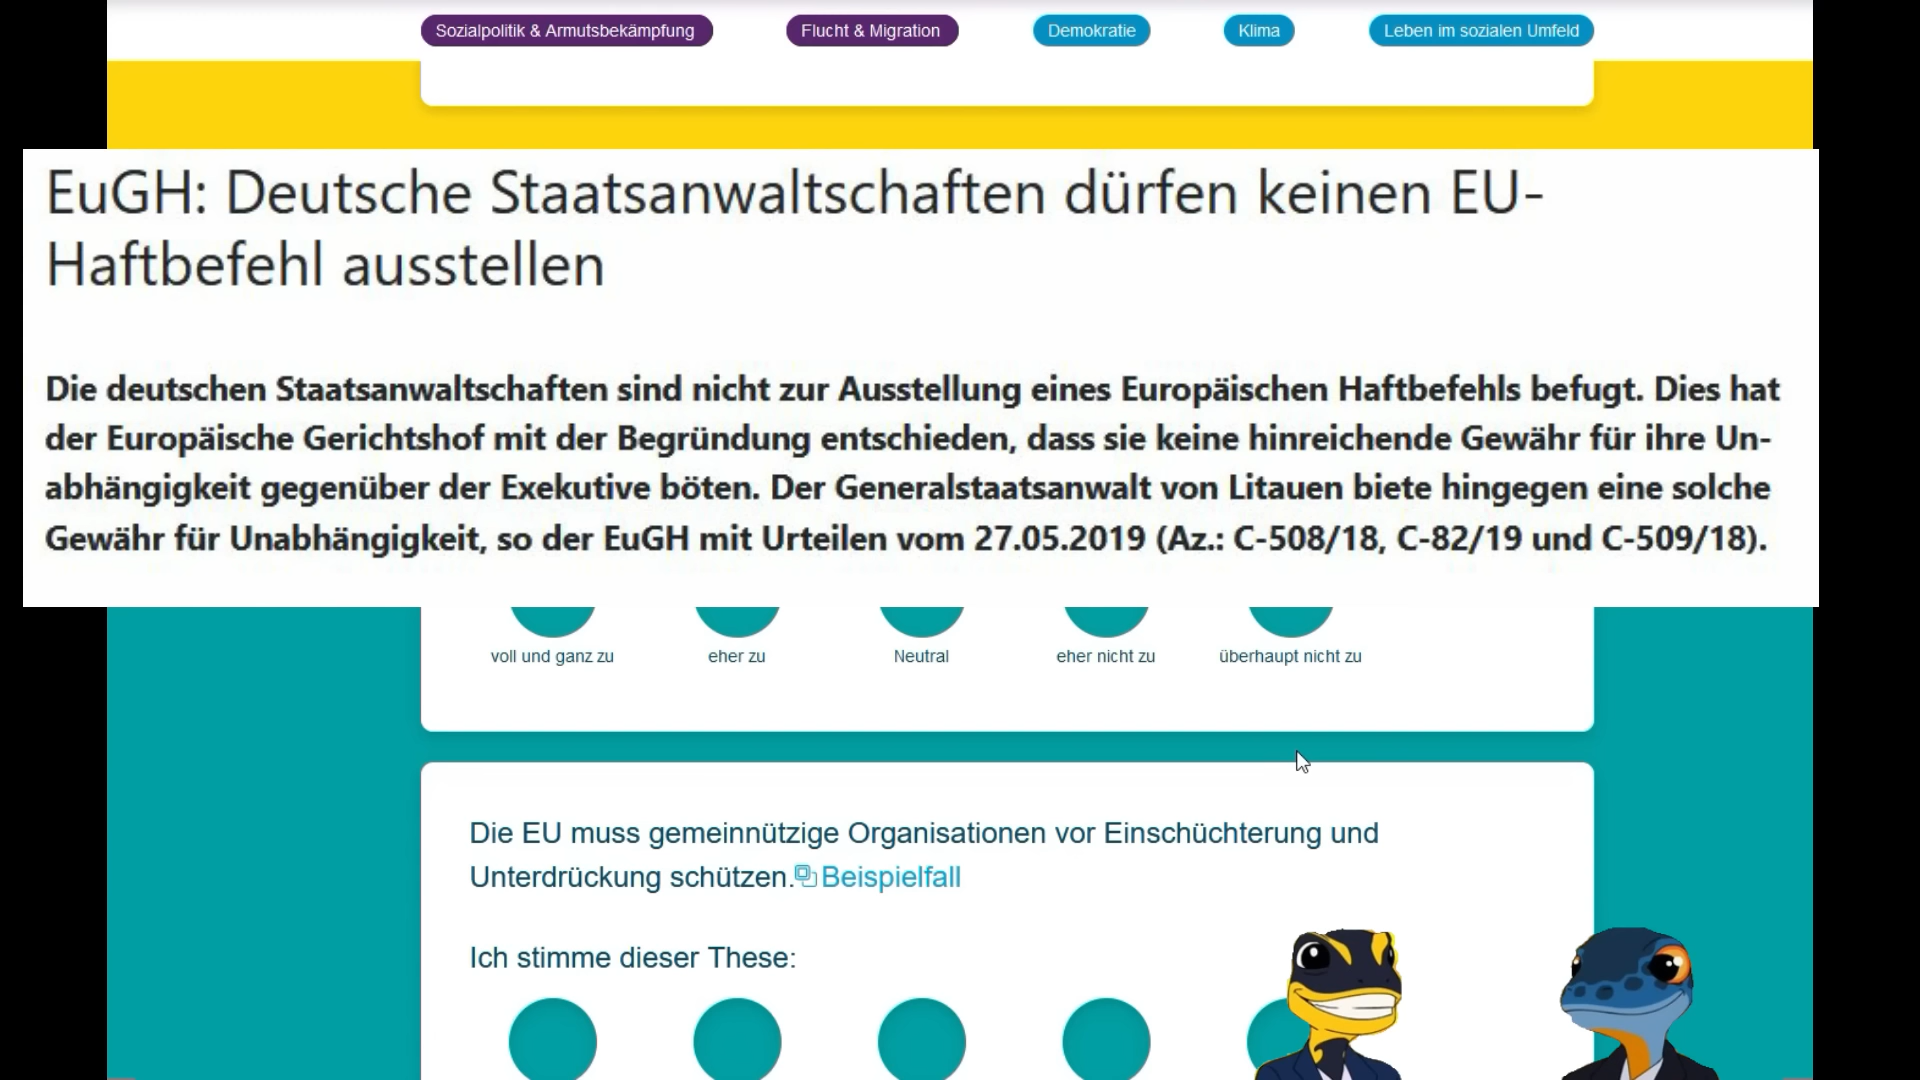 Sozialpolitik & Armutsbekämpfung
Flucht & Migration
Demokratie
Klima
Leben im sozialen Umfeld
EuGH: Deutsche Staatsanwaltschaften dürfen keinen EU-
Haftbefehl ausstellen
Die deutschen Staatsanwaltschaften sind nicht zur Ausstellung eines Europäischen Haftbefehls befugt. Dies hat
der Europäische Gerichtshof mit der Begründung entschieden, dass sie keine hinreichende Gewähr für ihre Un-
abhängigkeit gegenüber der Exekutive böten. Der Generalstaatsanwalt von Litauen biete hingegen eine solche
Gewähr für Unabhängigkeit, so der EuGH mit Urteilen vom 27.05.2019 (Az.: C-508/18, C-82/19 und C-509/18).
voll und ganz zu
eher zu
Neutral
eher nicht zu
überhaupt nicht zu
Die EU muss gemeinnützige Organisationen vor Einschüchterung und
Unterdrückung schützen. Beispielfall
Ich stimme dieser These: